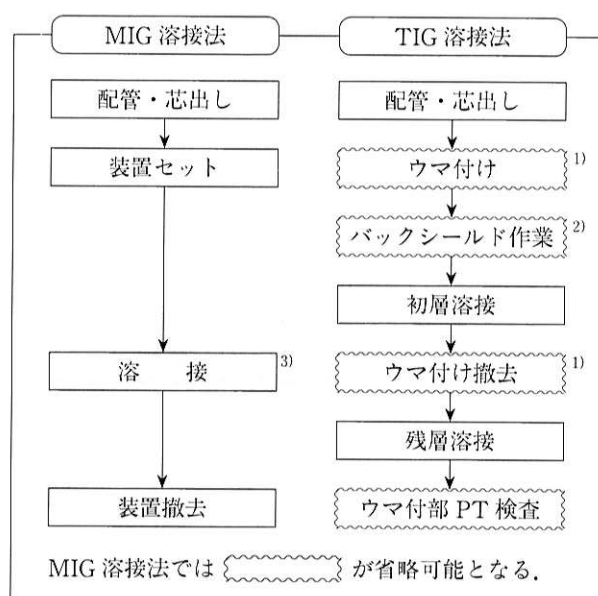 MIG 溶接法
TIG 溶接法
配管・芯出し
装置セット
溶　　接 3)
装置撤去
配管・芯出し
ウマ付け 1)
バックシールド作業 2)
初層溶接
ウマ付け撤去 1)
残層溶接
ウマ付部 PT 検査
MIG 溶接法では が省略可能となる.